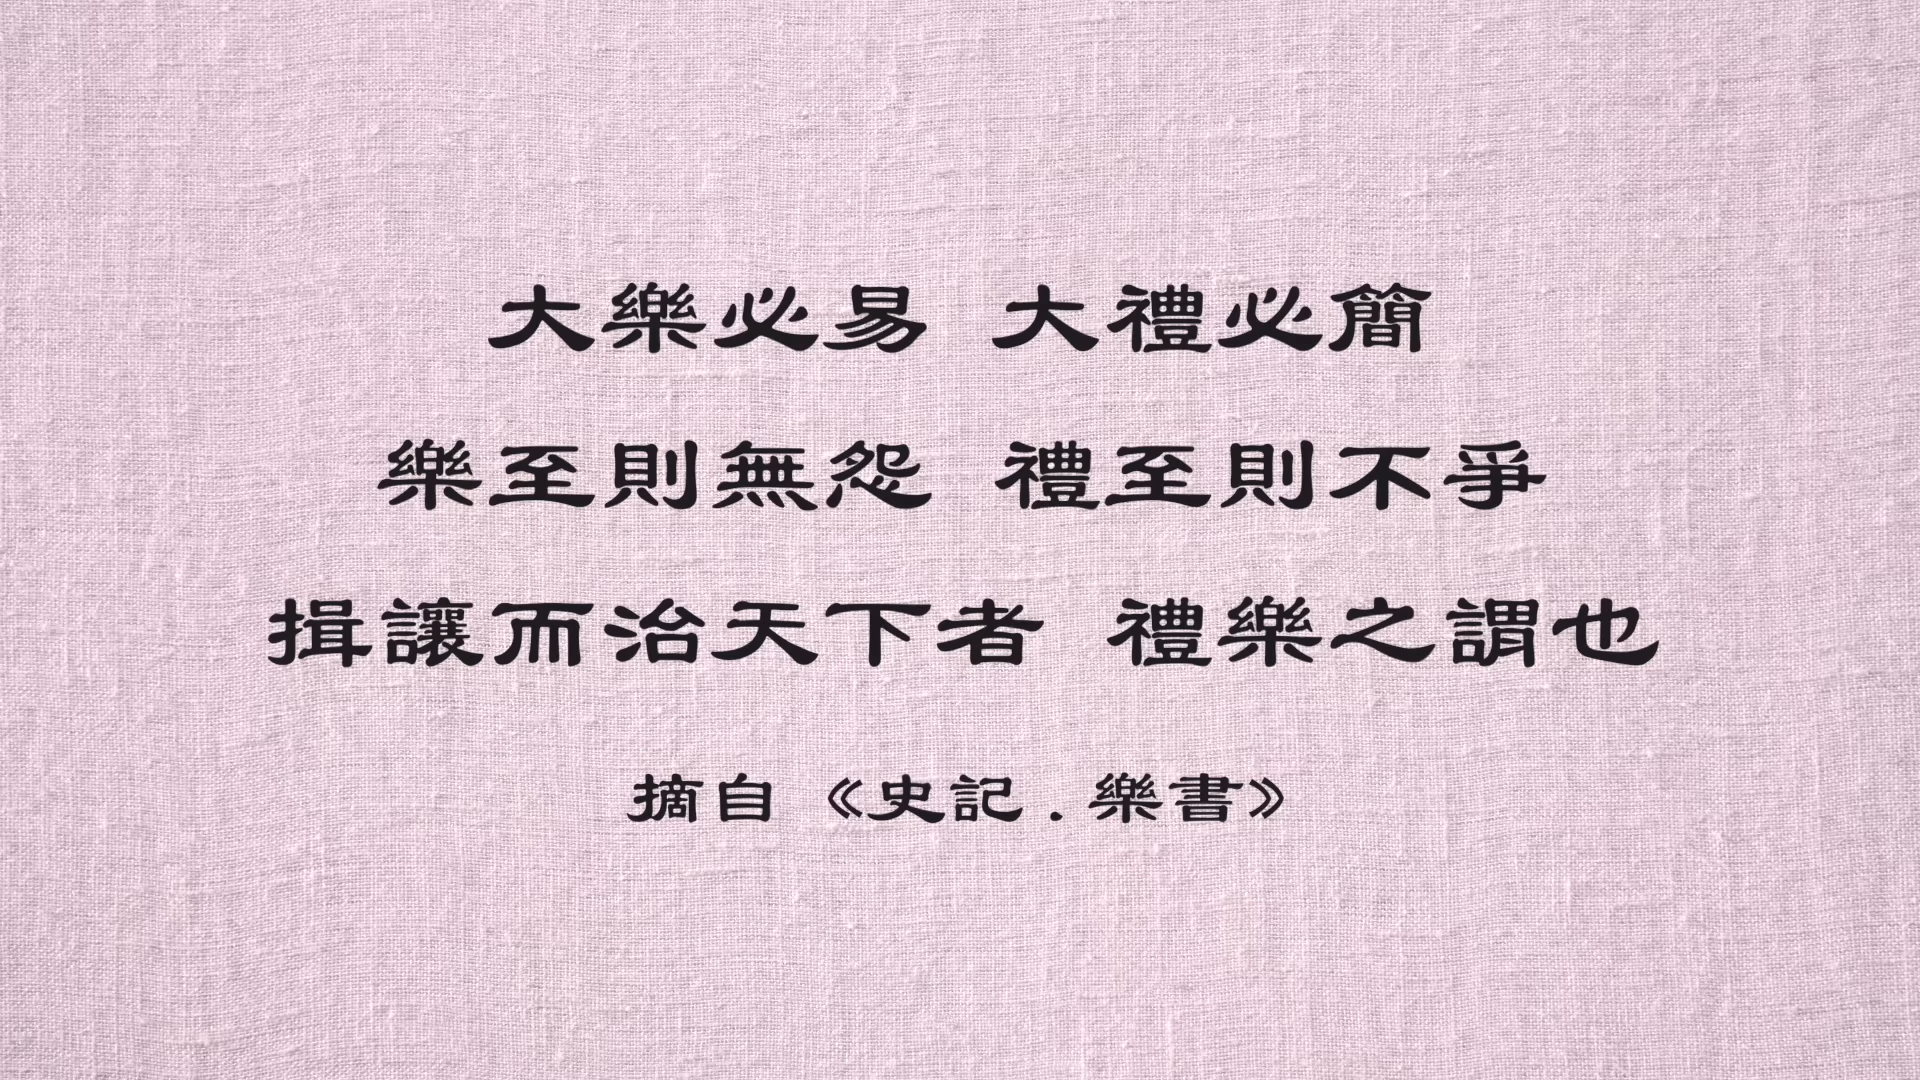 大樂必易 大禮必簡
樂至則無怨 禮至則不爭
揖讓而治天下者 禮樂之謂也
摘自 《史記．樂書》